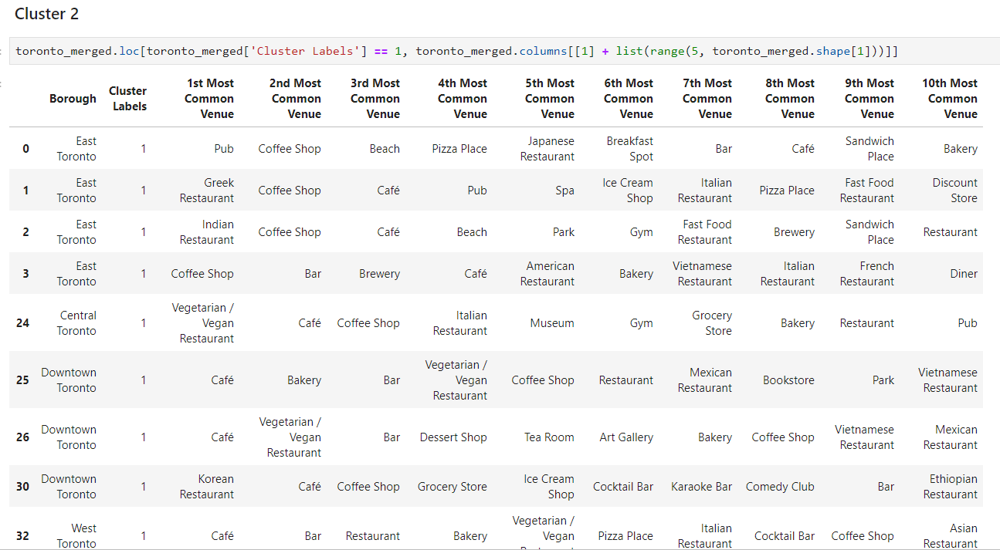 Cluster 2
toronto_merged.loc[toronto_merged['Cluster Labels'] == 1, toronto_merged.columns[[1] + list(range(5, toronto_merged.shape[1]))]]
Borough Cluster Labels 1st Most Common Venue 2nd Most Common Venue 3rd Most Common Venue 4th Most Common Venue 5th Most Common Venue 6th Most Common Venue 7th Most Common Venue 8th Most Common Venue 9th Most Common Venue 10th Most Common Venue
0 East Toronto 1 Pub Coffee Shop Beach Pizza Place Japanese Restaurant Breakfast Spot Bar Café Sandwich Place Bakery
1 East Toronto 1 Greek Restaurant Coffee Shop Café Pub Spa Ice Cream Shop Italian Restaurant Pizza Place Fast Food Restaurant Discount Store
2 East Toronto 1 Indian Restaurant Coffee Shop Café Beach Park Gym Fast Food Restaurant Brewery Sandwich Place Restaurant
3 East Toronto 1 Coffee Shop Bar Brewery Café American Restaurant Bakery Vietnamese Restaurant Italian Restaurant French Restaurant Diner
24 Central Toronto 1 Vegetarian / Vegan Restaurant Café Coffee Shop Italian Restaurant Museum Gym Grocery Store Bakery Restaurant Pub
25 Downtown Toronto 1 Café Bakery Bar Vegetarian / Vegan Restaurant Coffee Shop Restaurant Mexican Restaurant Bookstore Park Vietnamese Restaurant
26 Downtown Toronto 1 Café Vegetarian / Vegan Restaurant Bar Dessert Shop Tea Room Art Gallery Bakery Coffee Shop Vietnamese Restaurant Mexican Restaurant
30 Downtown Toronto 1 Korean Restaurant Café Coffee Shop Grocery Store Ice Cream Shop Cocktail Bar Karaoke Bar Comedy Club Bar Ethiopian Restaurant
32 West Toronto 1 Café Bar Restaurant Bakery Vegetarian / Vegan Pizza Place Italian Restaurant Cocktail Bar Coffee Shop Asian Restaurant